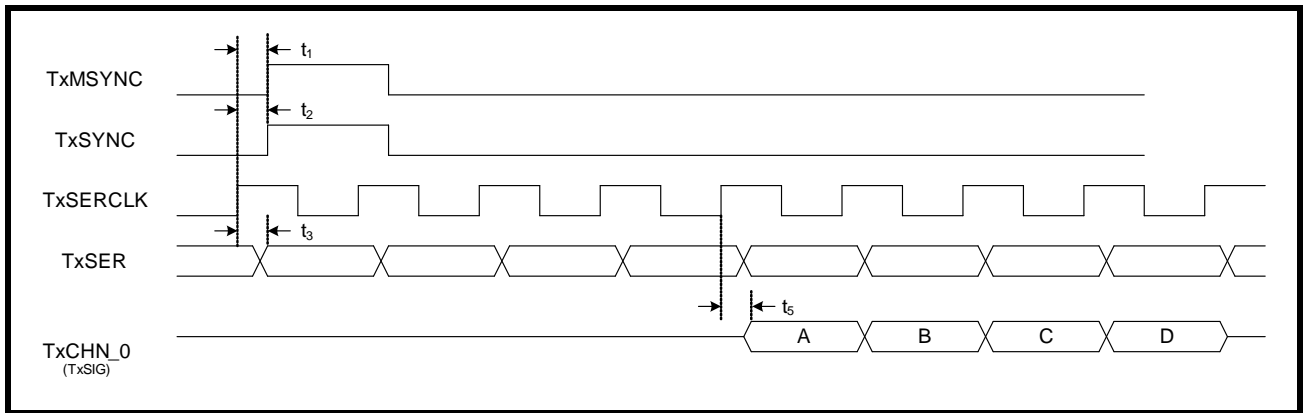 t1
TxMSYNC
t2
TxSYNC
TxSERCLK
t3
TxSER
t5
A B C D
TxCHN_0
(TxSIG)